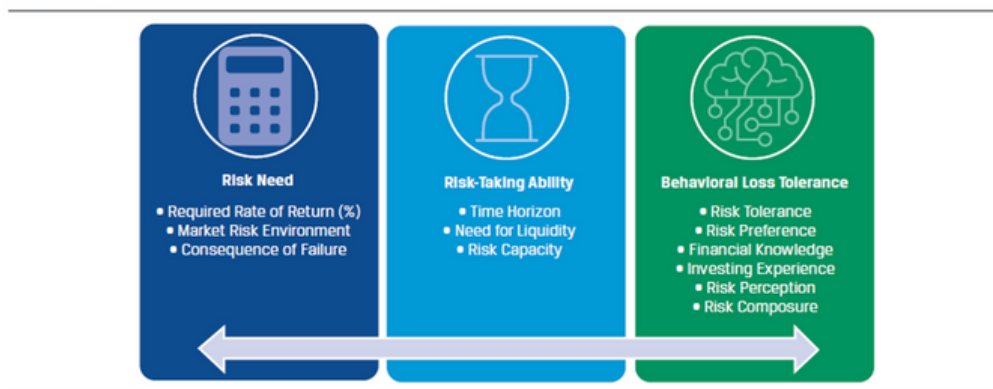 Risk Need
• Required Rate of Return (%)
• Market Risk Environment
• Consequence of Failure
Risk-Taking Ability
• Time Horizon
• Need for Liquidity
• Risk Capacity
Behavioral Loss Tolerance
• Risk Tolerance
• Risk Preference
• Financial Knowledge
• Investing Experience
• Risk Perception
• Risk Composure